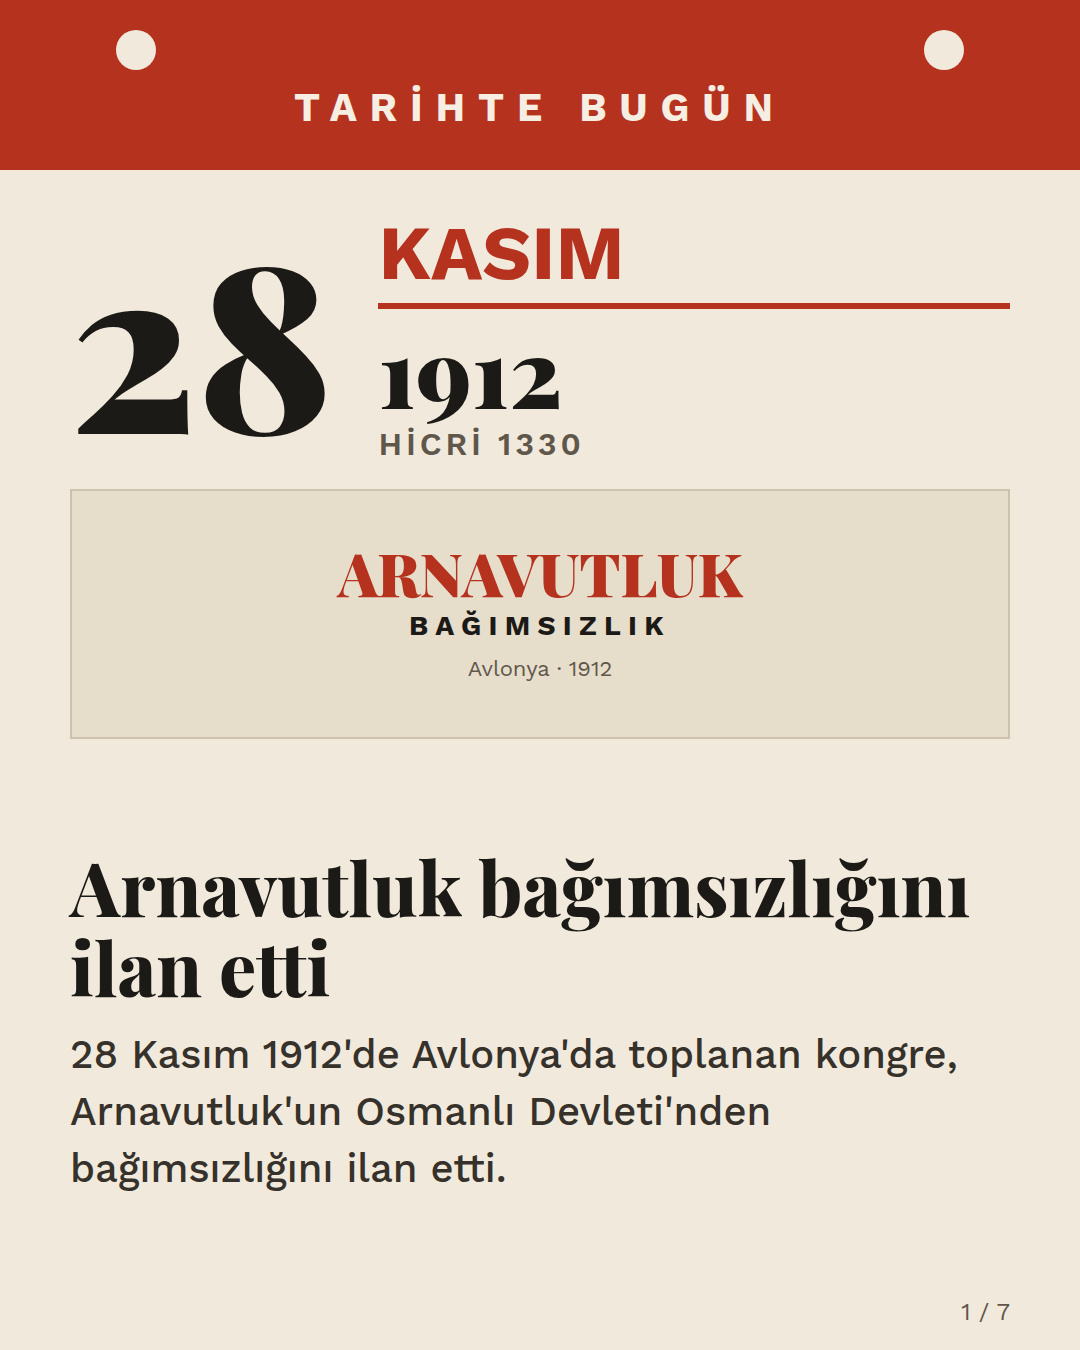 TARİHTE BUGÜN
28
KASIM
1912
HİCRİ 1330
ARNAVUTLUK
BAĞIMSIZLIK
Avlonya · 1912
Arnavutluk bağımsızlığını
ilan etti
28 Kasım 1912'de Avlonya'da toplanan kongre,
Arnavutluk'un Osmanlı Devleti'nden
bağımsızlığını ilan etti.
1 / 7